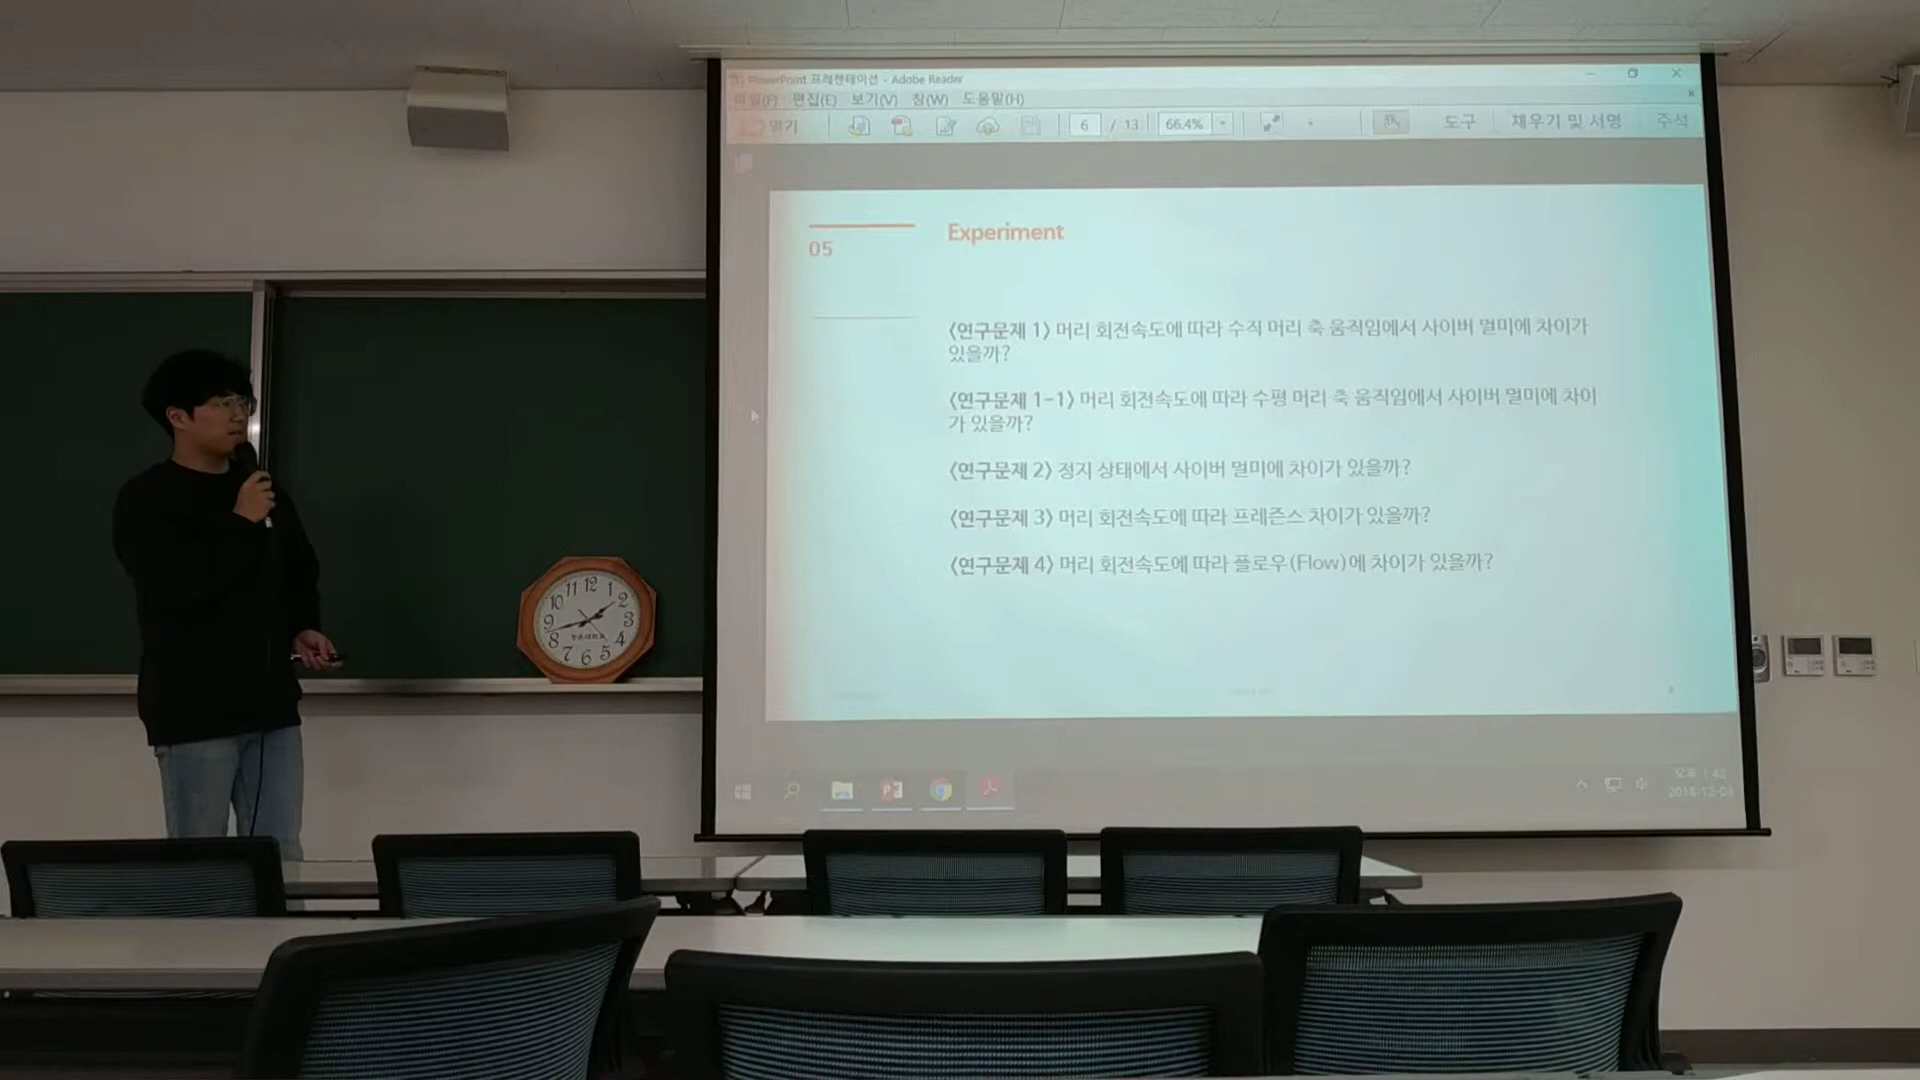 PowerPoint 프레젠테이션 - Adobe Reader
파일(F) 편집(E) 보기(V) 창(W) 도움말(H)
열기 6 / 13 66.4% 도구 채우기 및 서명 주석
05
Experiment
<연구문제 1> 머리 회전속도에 따라 수직 머리 축 움직임에서 사이버 멀미에 차이가
있을까?
<연구문제 1-1> 머리 회전속도에 따라 수평 머리 축 움직임에서 사이버 멀미에 차이
가 있을까?
<연구문제 2> 정지 상태에서 사이버 멀미에 차이가 있을까?
<연구문제 3> 머리 회전속도에 따라 프레즌스 차이가 있을까?
<연구문제 4> 머리 회전속도에 따라 플로우(Flow)에 차이가 있을까?
12
11 1
10 2
9 3
8 4
7 6 5
오후 1:42
2018-12-03